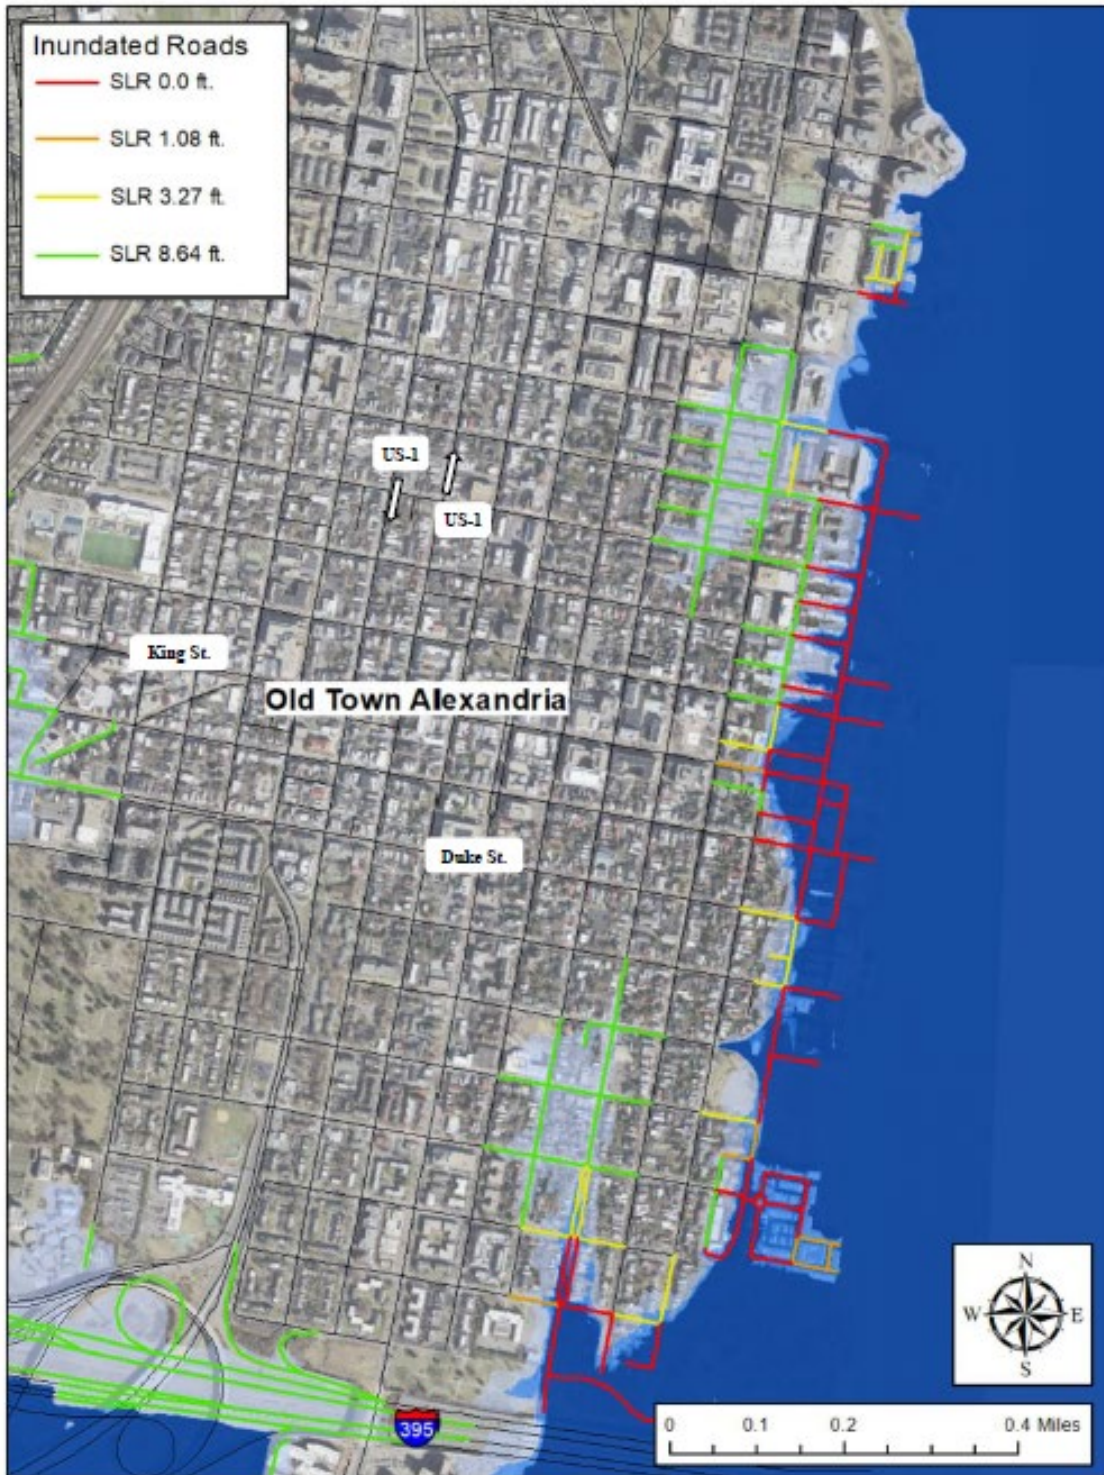 Inundated Roads
SLR 0.0 ft.
SLR 1.08 ft.
SLR 3.27 ft.
SLR 8.64 ft.
US-1
US-1
King St.
Old Town Alexandria
Duke St.
N
W E
S
0 0.1 0.2 0.4 Miles
395